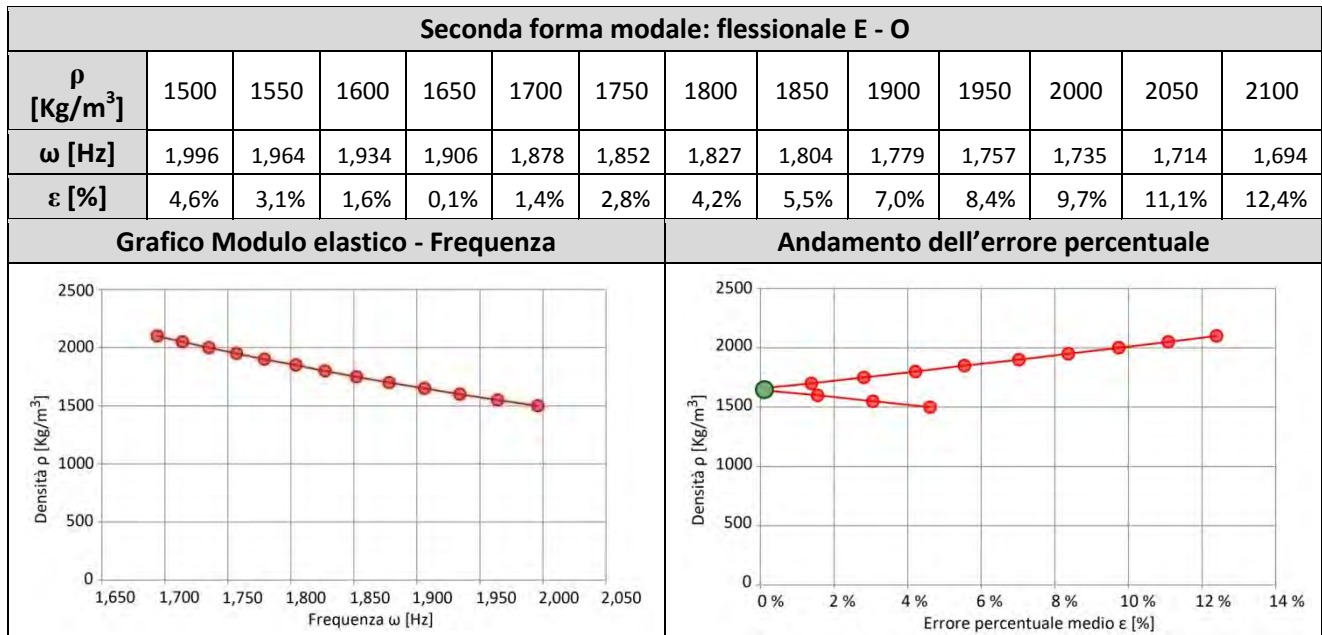 Seconda forma modale: flessionale E - O
ρ [Kg/m³] 1500 1550 1600 1650 1700 1750 1800 1850 1900 1950 2000 2050 2100
ω [Hz] 1,996 1,964 1,934 1,906 1,878 1,852 1,827 1,804 1,779 1,757 1,735 1,714 1,694
ε [%] 4,6% 3,1% 1,6% 0,1% 1,4% 2,8% 4,2% 5,5% 7,0% 8,4% 9,7% 11,1% 12,4%
Grafico Modulo elastico - Frequenza
Andamento dell'errore percentuale
2500
2000
1500
1000
500
0
Densità ρ [Kg/m³]
1,650 1,700 1,750 1,800 1,850 1,900 1,950 2,000 2,050
Frequenza ω [Hz]
2500
2000
1500
1000
500
0
Densità ρ [Kg/m³]
0 % 2 % 4 % 6 % 8 % 10 % 12 % 14 %
Errore percentuale medio ε [%]